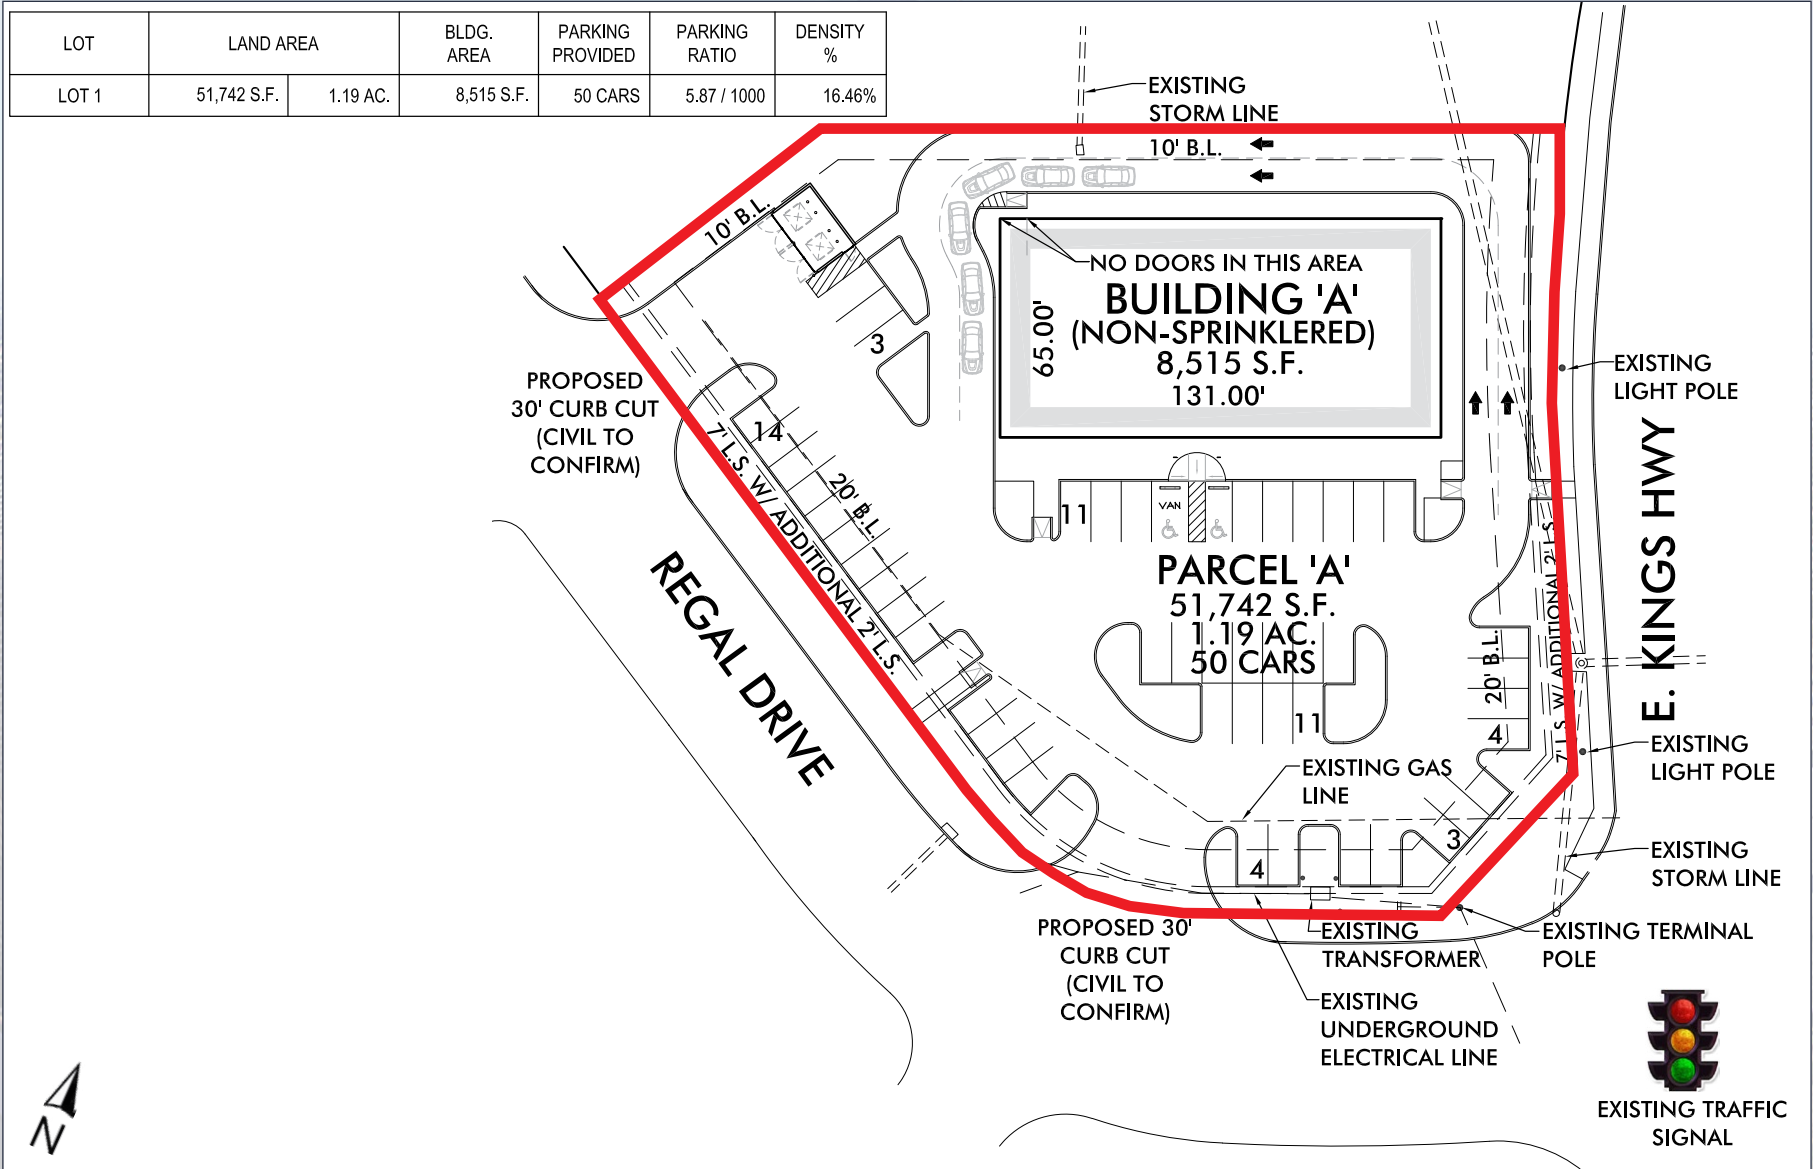 LOT LAND AREA BLDG. AREA PARKING PROVIDED PARKING RATIO DENSITY %
LOT 1 51,742 S.F. 1.19 AC. 8,515 S.F. 50 CARS 5.87 / 1000 16.46%
EXISTING
STORM LINE
10' B.L.
10' B.L.
NO DOORS IN THIS AREA
BUILDING 'A'
(NON-SPRINKLERED)
8,515 S.F.
131.00'
65.00'
3
EXISTING
LIGHT POLE
PROPOSED
30' CURB CUT
(CIVIL TO
CONFIRM)
14
20' B.L.
7' L.S. W/ ADDITIONAL 2' L.S.
REGAL DRIVE
11
VAN
PARCEL 'A'
51,742 S.F.
1.19 AC.
50 CARS
11
E. KINGS HWY
7' L.S. W/ ADDITIONAL 2' L.S.
20' B.L.
4
EXISTING
LIGHT POLE
EXISTING GAS
LINE
3
4
EXISTING
STORM LINE
PROPOSED 30'
CURB CUT
(CIVIL TO
CONFIRM)
EXISTING
TRANSFORMER
EXISTING TERMINAL
POLE
EXISTING
UNDERGROUND
ELECTRICAL LINE
N
EXISTING TRAFFIC
SIGNAL